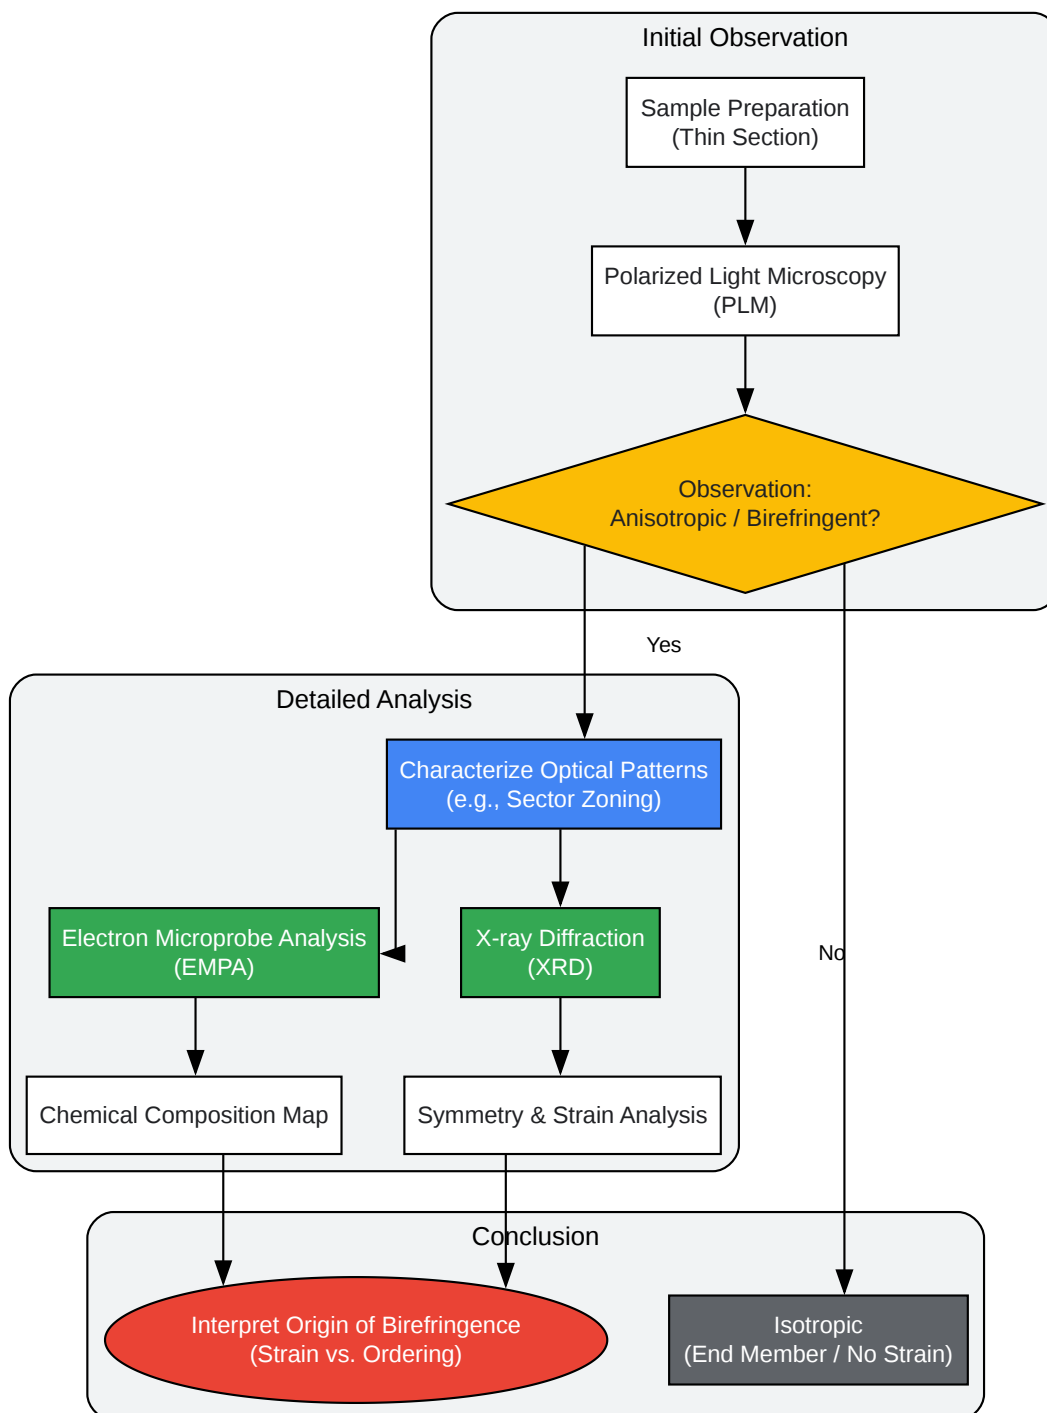 Initial Observation
Sample Preparation
(Thin Section)
Polarized Light Microscopy
(PLM)
Observation:
Anisotropic / Birefringent?
Yes
Detailed Analysis
Characterize Optical Patterns
(e.g., Sector Zoning)
Electron Microprobe Analysis
(EMPA)
X-ray Diffraction
(XRD)
No
Chemical Composition Map
Symmetry & Strain Analysis
Conclusion
Interpret Origin of Birefringence
(Strain vs. Ordering)
Isotropic
(End Member / No Strain)